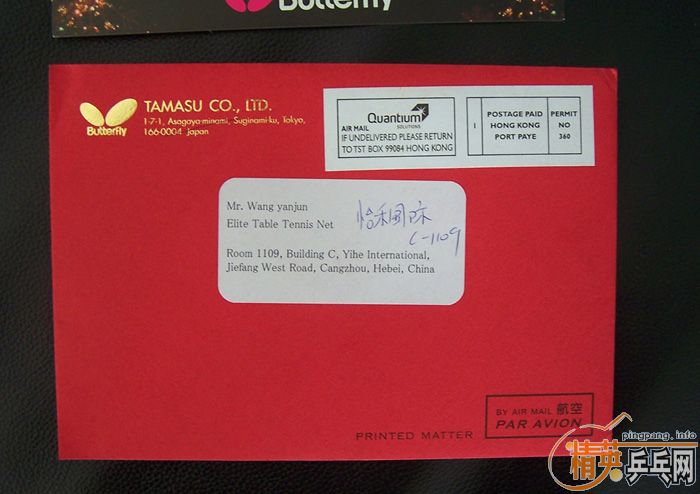 Butterfly
Butterfly
TAMASU CO., LTD.
1-7-1, Asagaya-minami, Suginami-ku, Tokyo,
166-0004 Japan
Quantium
SOLUTIONS
AIR MAIL
IF UNDELIVERED PLEASE RETURN
TO TST BOX 99084 HONG KONG
1
POSTAGE PAID
HONG KONG
PORT PAYE
PERMIT
NO
360
Mr. Wang yanjun
Elite Table Tennis Net
怡和国际
C-1109
Room 1109, Building C, Yihe International,
Jiefang West Road, Cangzhou, Hebei, China
BY AIR MAIL 航空
PAR AVION
PRINTED MATTER
pingpang.info
精英乒乓网